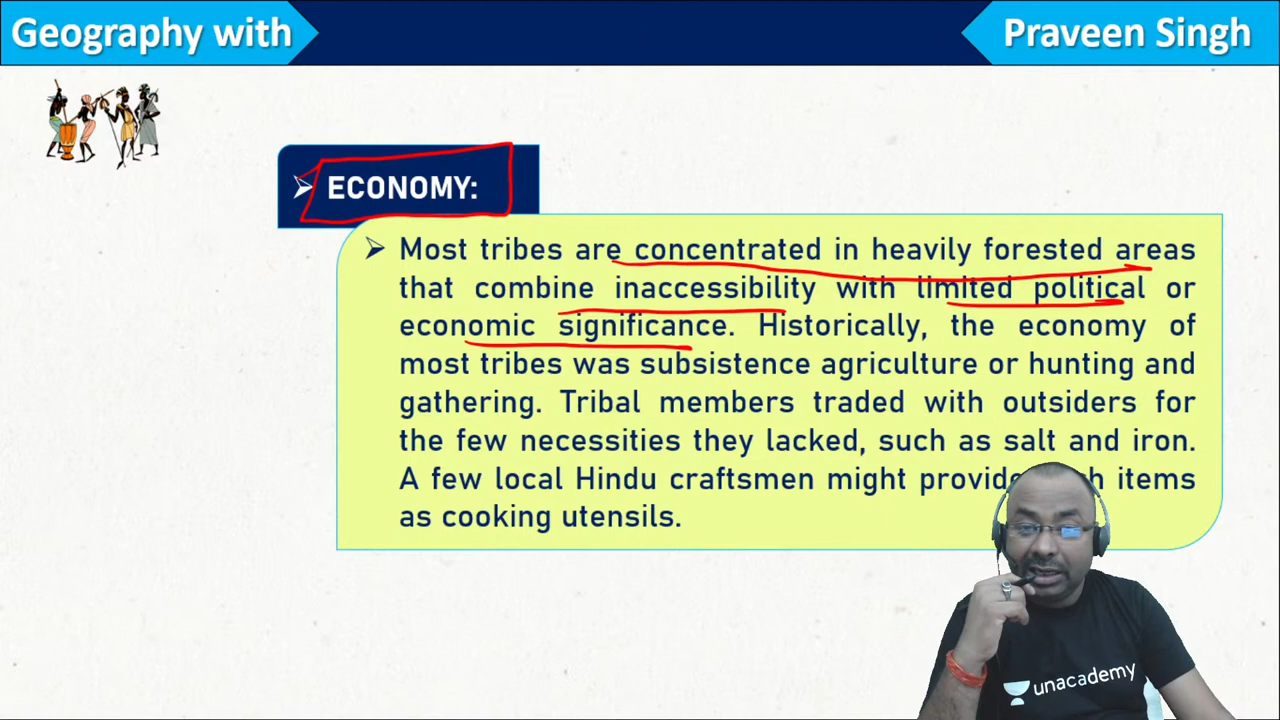 Geography with
Praveen Singh
ECONOMY:
Most tribes are concentrated in heavily forested areas
that combine inaccessibility with limited political or
economic significance. Historically, the economy of
most tribes was subsistence agriculture or hunting and
gathering. Tribal members traded with outsiders for
the few necessities they lacked, such as salt and iron.
A few local Hindu craftsmen might provide items
as cooking utensils.
unacademy